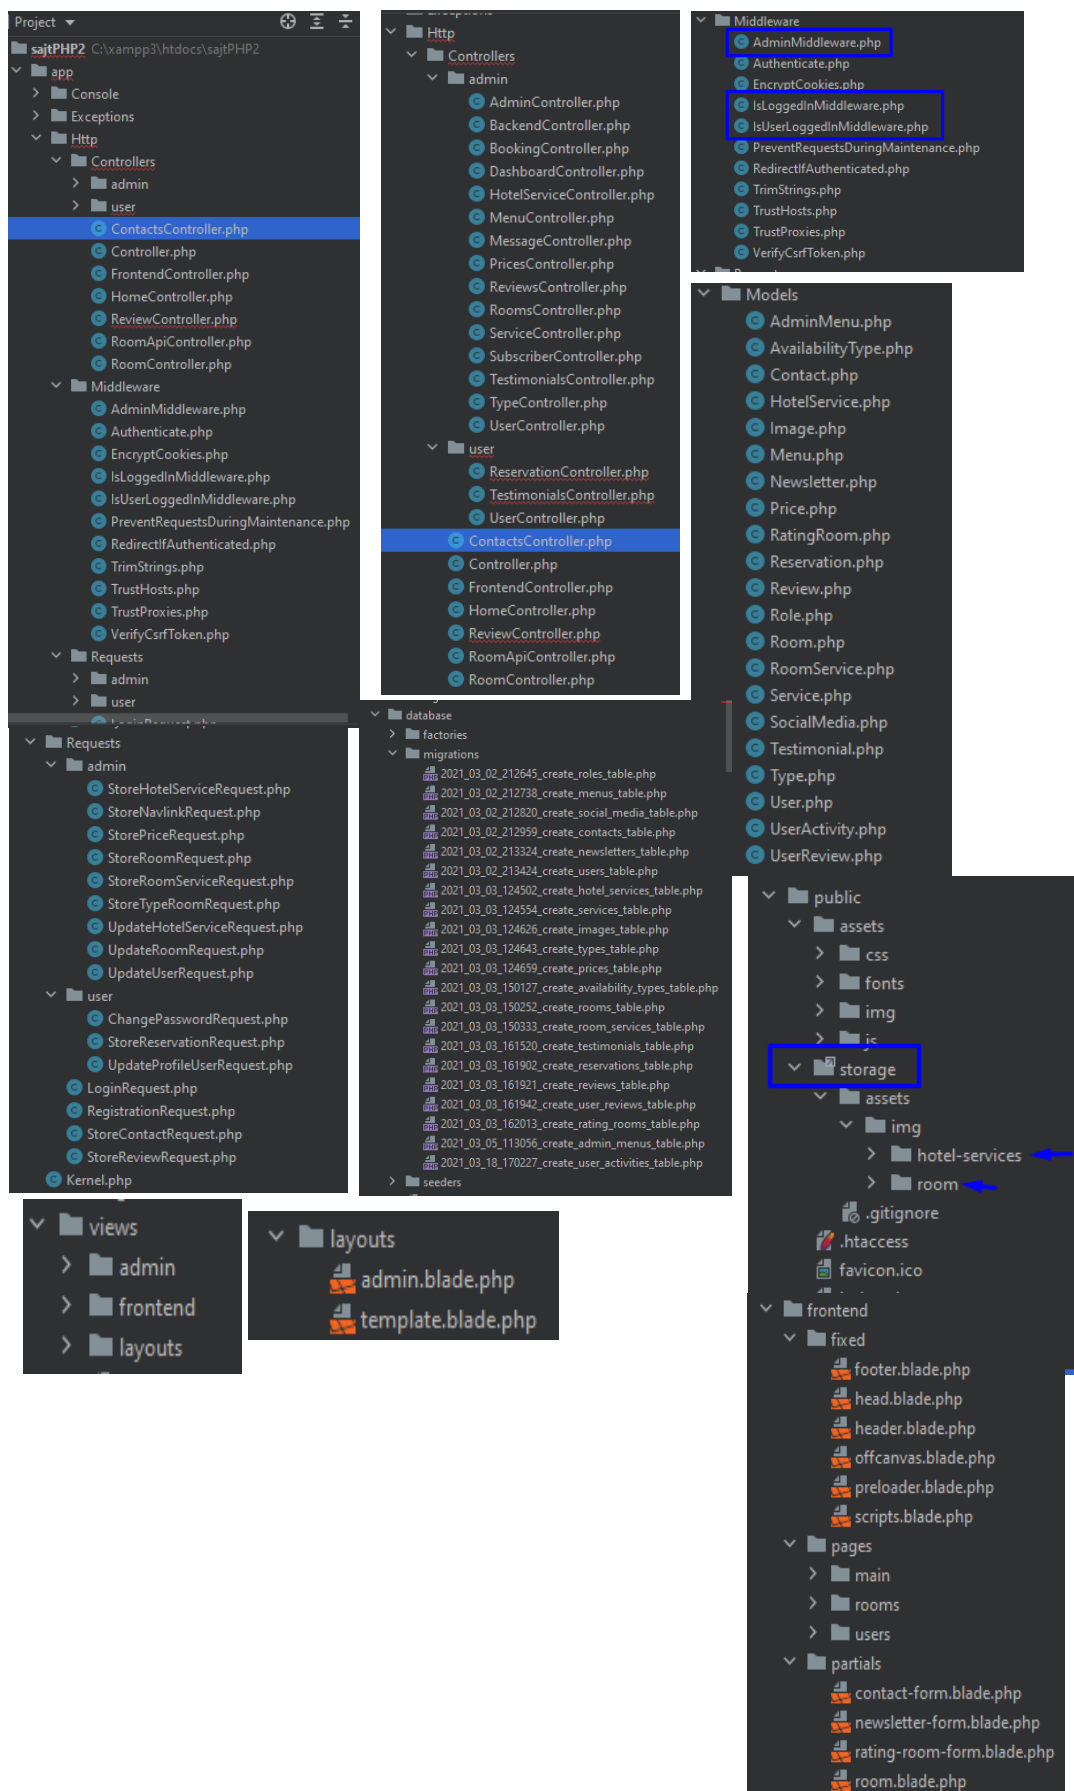 Project
sajtPHP2 C:\xampp3\htdocs\sajtPHP2
app
Console
Exceptions
Http
Controllers
admin
user
ContactsController.php
Controller.php
FrontendController.php
HomeController.php
ReviewController.php
RoomApiController.php
RoomController.php
Middleware
AdminMiddleware.php
Authenticate.php
EncryptCookies.php
IsLoggedInMiddleware.php
IsUserLoggedInMiddleware.php
PreventRequestsDuringMaintenance.php
RedirectIfAuthenticated.php
TrimStrings.php
TrustHosts.php
TrustProxies.php
VerifyCsrfToken.php
Requests
admin
user
LoginRequest.php
Exceptions
Http
Controllers
admin
AdminController.php
BackendController.php
BookingController.php
DashboardController.php
HotelServiceController.php
MenuController.php
MessageController.php
PricesController.php
ReviewsController.php
RoomsController.php
ServiceController.php
SubscriberController.php
TestimonialsController.php
TypeController.php
UserController.php
user
ReservationController.php
TestimonialsController.php
UserController.php
ContactsController.php
Controller.php
FrontendController.php
HomeController.php
ReviewController.php
RoomApiController.php
RoomController.php
Middleware
AdminMiddleware.php
Authenticate.php
EncryptCookies.php
IsLoggedInMiddleware.php
IsUserLoggedInMiddleware.php
PreventRequestsDuringMaintenance.php
RedirectIfAuthenticated.php
TrimStrings.php
TrustHosts.php
TrustProxies.php
VerifyCsrfToken.php
Models
AdminMenu.php
AvailabilityType.php
Contact.php
HotelService.php
Image.php
Menu.php
Newsletter.php
Price.php
RatingRoom.php
Reservation.php
Review.php
Role.php
Room.php
RoomService.php
Service.php
SocialMedia.php
Testimonial.php
Type.php
User.php
UserActivity.php
UserReview.php
Requests
admin
StoreHotelServiceRequest.php
StoreNavlinkRequest.php
StorePriceRequest.php
StoreRoomRequest.php
StoreRoomServiceRequest.php
StoreTypeRoomRequest.php
UpdateHotelServiceRequest.php
UpdateRoomRequest.php
UpdateUserRequest.php
user
ChangePasswordRequest.php
StoreReservationRequest.php
UpdateProfileUserRequest.php
LoginRequest.php
RegistrationRequest.php
StoreContactRequest.php
StoreReviewRequest.php
Kernel.php
database
factories
migrations
2021_03_02_212645_create_roles_table.php
2021_03_02_212738_create_menus_table.php
2021_03_02_212820_create_social_media_table.php
2021_03_02_212959_create_contacts_table.php
2021_03_02_213324_create_newsletters_table.php
2021_03_02_213424_create_users_table.php
2021_03_03_124502_create_hotel_services_table.php
2021_03_03_124554_create_services_table.php
2021_03_03_124626_create_images_table.php
2021_03_03_124643_create_types_table.php
2021_03_03_124659_create_prices_table.php
2021_03_03_150127_create_availability_types_table.php
2021_03_03_150252_create_rooms_table.php
2021_03_03_150333_create_room_services_table.php
2021_03_03_161520_create_testimonials_table.php
2021_03_03_161902_create_reservations_table.php
2021_03_03_161921_create_reviews_table.php
2021_03_03_161942_create_user_reviews_table.php
2021_03_03_162013_create_rating_rooms_table.php
2021_03_05_113056_create_admin_menus_table.php
2021_03_18_170227_create_user_activities_table.php
seeders
public
assets
css
fonts
img
js
storage
assets
img
hotel-services
room
.gitignore
.htaccess
favicon.ico
views
admin
frontend
layouts
layouts
admin.blade.php
template.blade.php
frontend
fixed
footer.blade.php
head.blade.php
header.blade.php
offcanvas.blade.php
preloader.blade.php
scripts.blade.php
pages
main
rooms
users
partials
contact-form.blade.php
newsletter-form.blade.php
rating-room-form.blade.php
room.blade.php